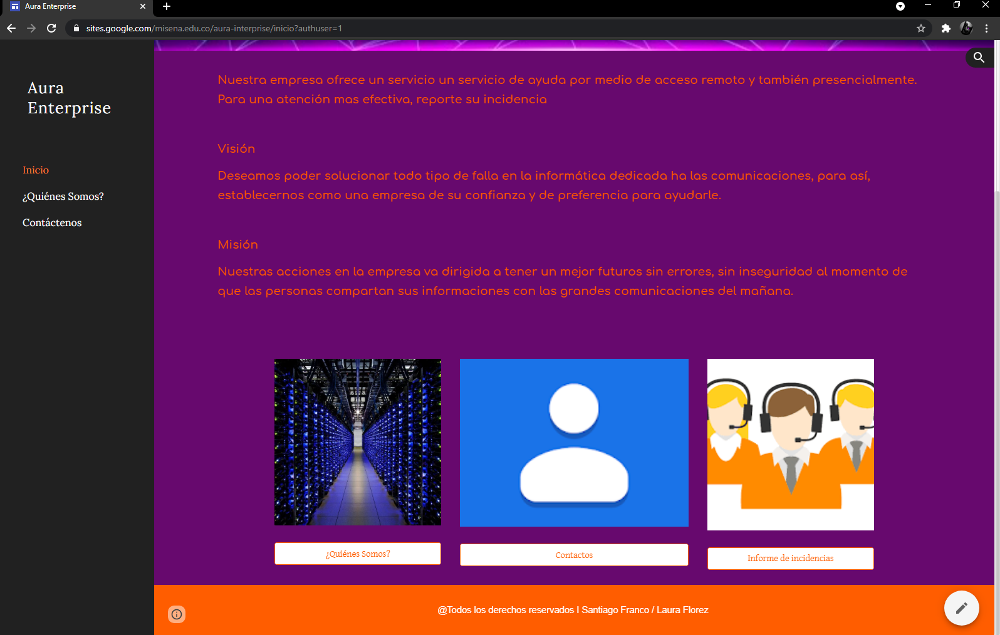 Aura Enterprise
sites.google.com/misena.edu.co/aura-interprise/inicio?authuser=1
Aura
Enterprise
Inicio
¿Quiénes Somos?
Contáctenos
Nuestra empresa ofrece un servicio un servicio de ayuda por medio de acceso remoto y también presencialmente.
Para una atención mas efectiva, reporte su incidencia
Visión
Deseamos poder solucionar todo tipo de falla en la informática dedicada ha las comunicaciones, para así,
establecernos como una empresa de su confianza y de preferencia para ayudarle.
Misión
Nuestras acciones en la empresa va dirigida a tener un mejor futuros sin errores, sin inseguridad al momento de
que las personas compartan sus informaciones con las grandes comunicaciones del mañana.
¿Quiénes Somos?
Contactos
Informe de incidencias
@Todos los derechos reservados I Santiago Franco / Laura Florez